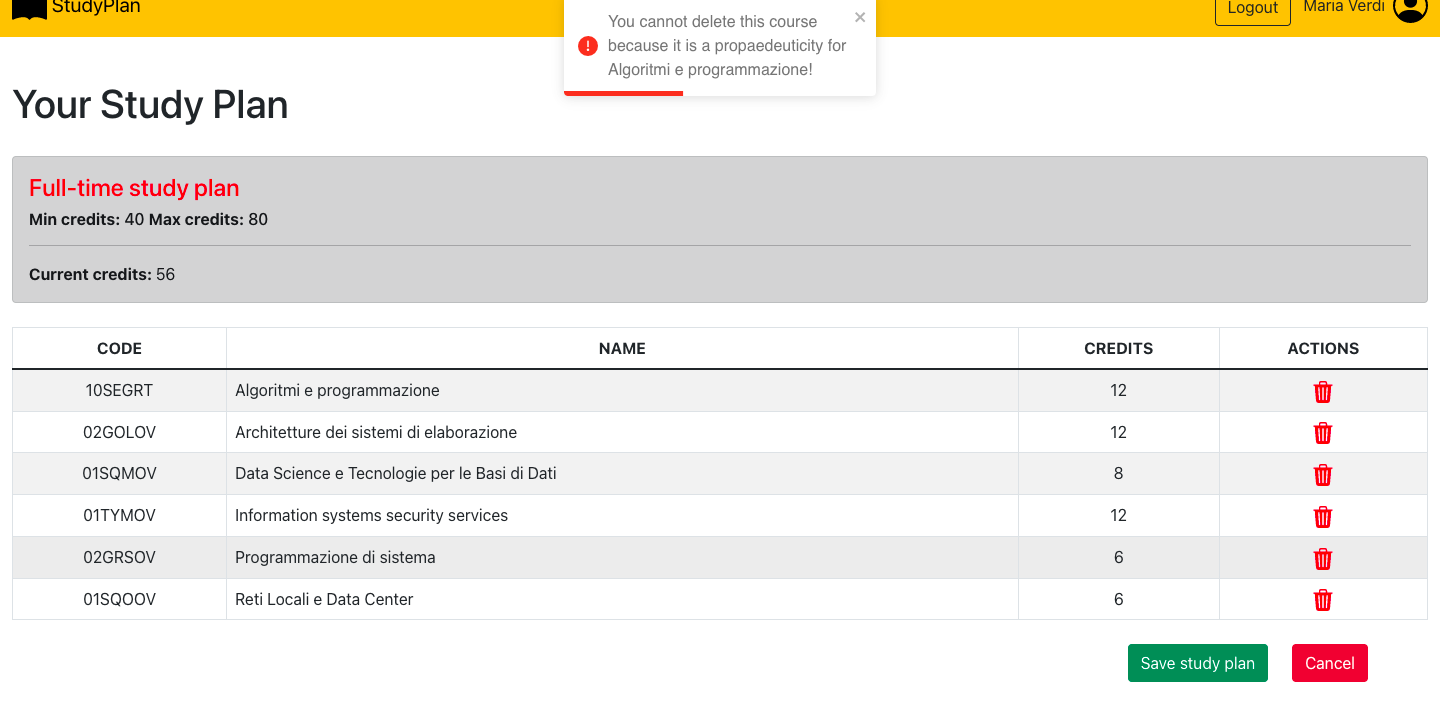 StudyPlan
Logout
Maria Verdi
You cannot delete this course
because it is a propaedeuticity for
Algoritmi e programmazione!
Your Study Plan
Full-time study plan
Min credits: 40 Max credits: 80
Current credits: 56
CODE NAME CREDITS ACTIONS
10SEGRT Algoritmi e programmazione 12
02GOLOV Architetture dei sistemi di elaborazione 12
01SQMOV Data Science e Tecnologie per le Basi di Dati 8
01TYMOV Information systems security services 12
02GRSOV Programmazione di sistema 6
01SQOOV Reti Locali e Data Center 6
Save study plan Cancel